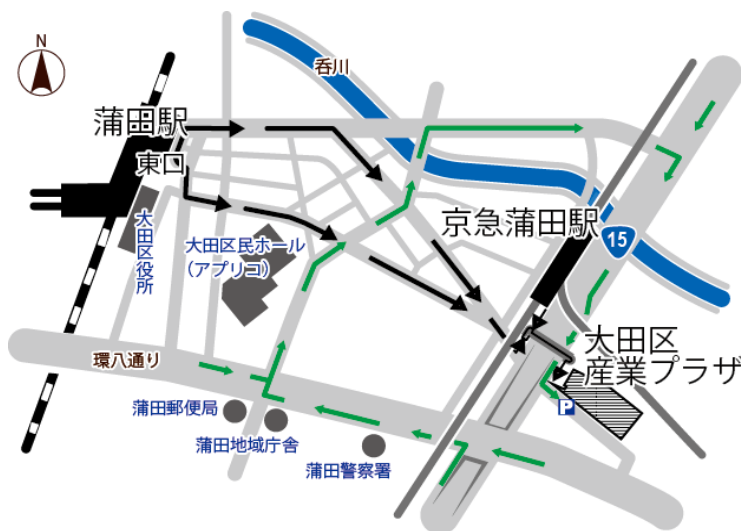 N
呑川
蒲田駅
東口
京急蒲田駅
15
大田区役所
大田区民ホール
(アプリコ)
大田区
産業プラザ
環八通り
P
蒲田郵便局
蒲田地域庁舎
蒲田警察署